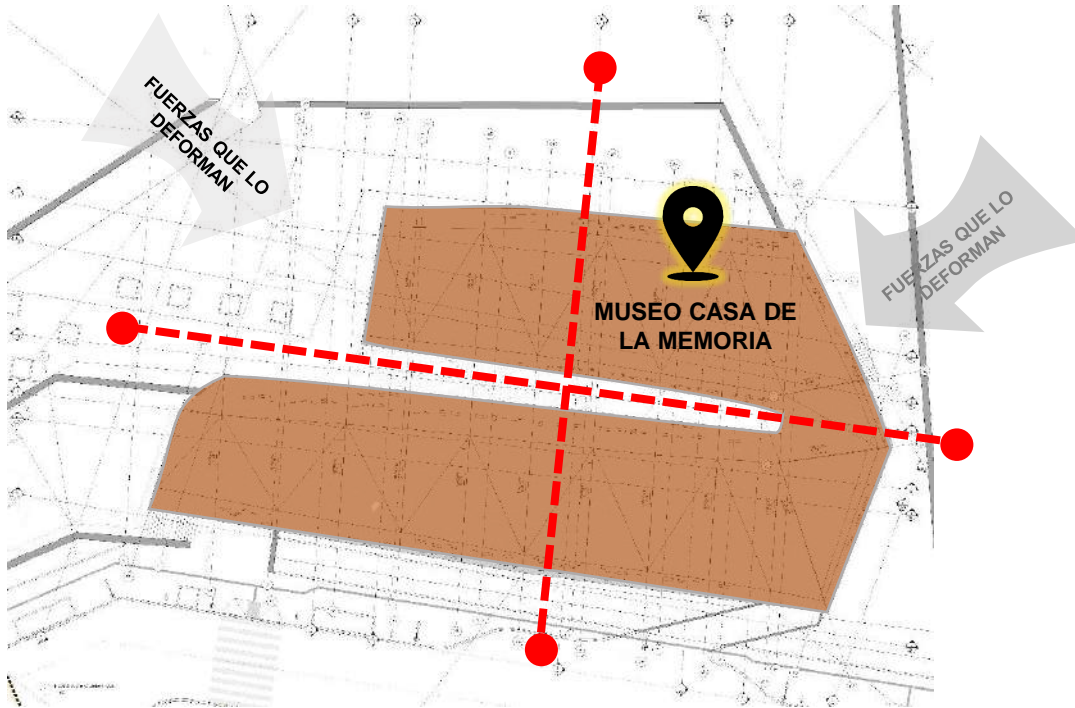 FUERZAS QUE LO
DEFORMAN
FUERZAS QUE LO
DEFORMAN
MUSEO CASA DE
LA MEMORIA